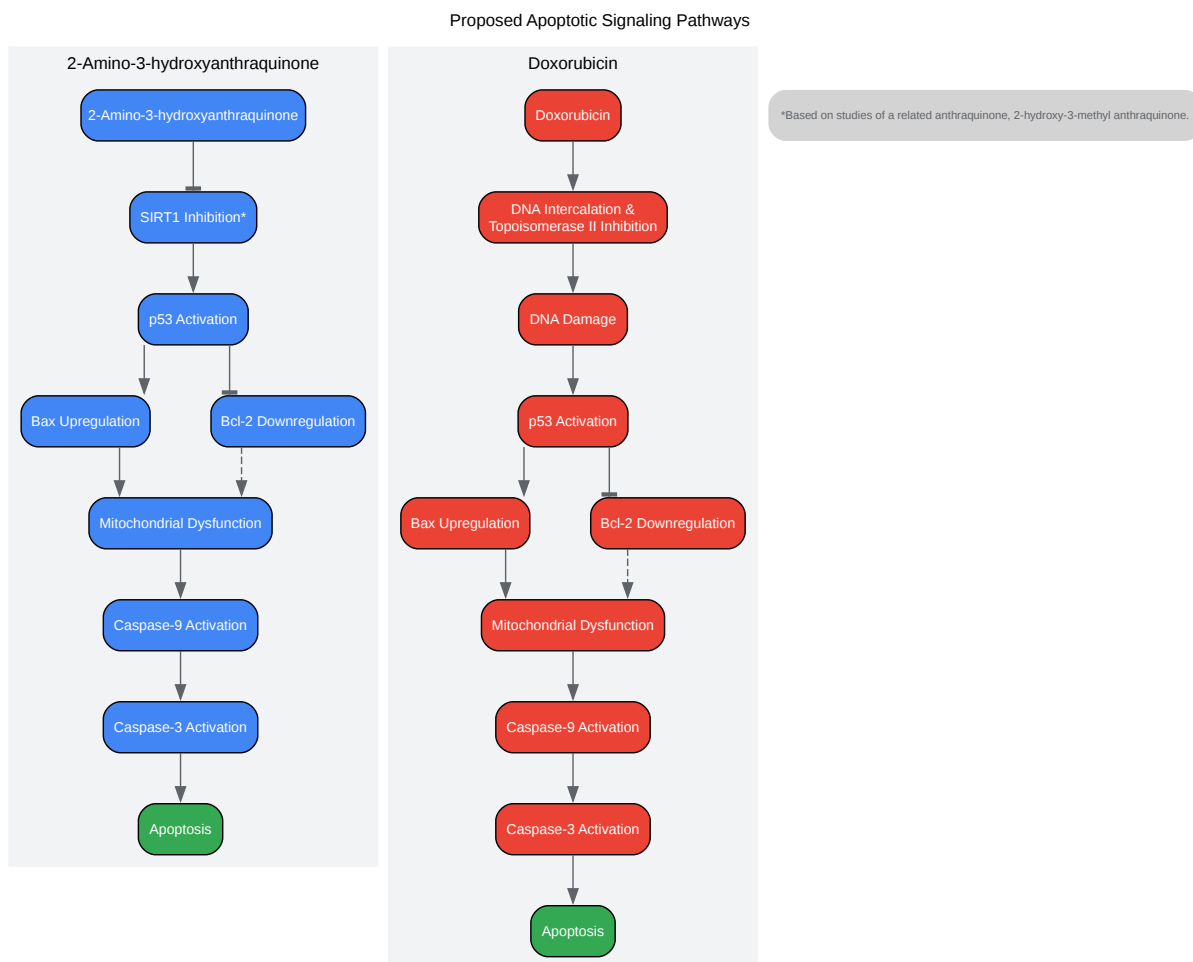 Proposed Apoptotic Signaling Pathways
2-Amino-3-hydroxyanthraquinone
2-Amino-3-hydroxyanthraquinone
SIRT1 Inhibition*
p53 Activation
Bax Upregulation
Bcl-2 Downregulation
Mitochondrial Dysfunction
Caspase-9 Activation
Caspase-3 Activation
Apoptosis
Doxorubicin
Doxorubicin
DNA Intercalation &
Topoisomerase II Inhibition
DNA Damage
p53 Activation
Bax Upregulation
Bcl-2 Downregulation
Mitochondrial Dysfunction
Caspase-9 Activation
Caspase-3 Activation
Apoptosis
*Based on studies of a related anthraquinone, 2-hydroxy-3-methyl anthraquinone.